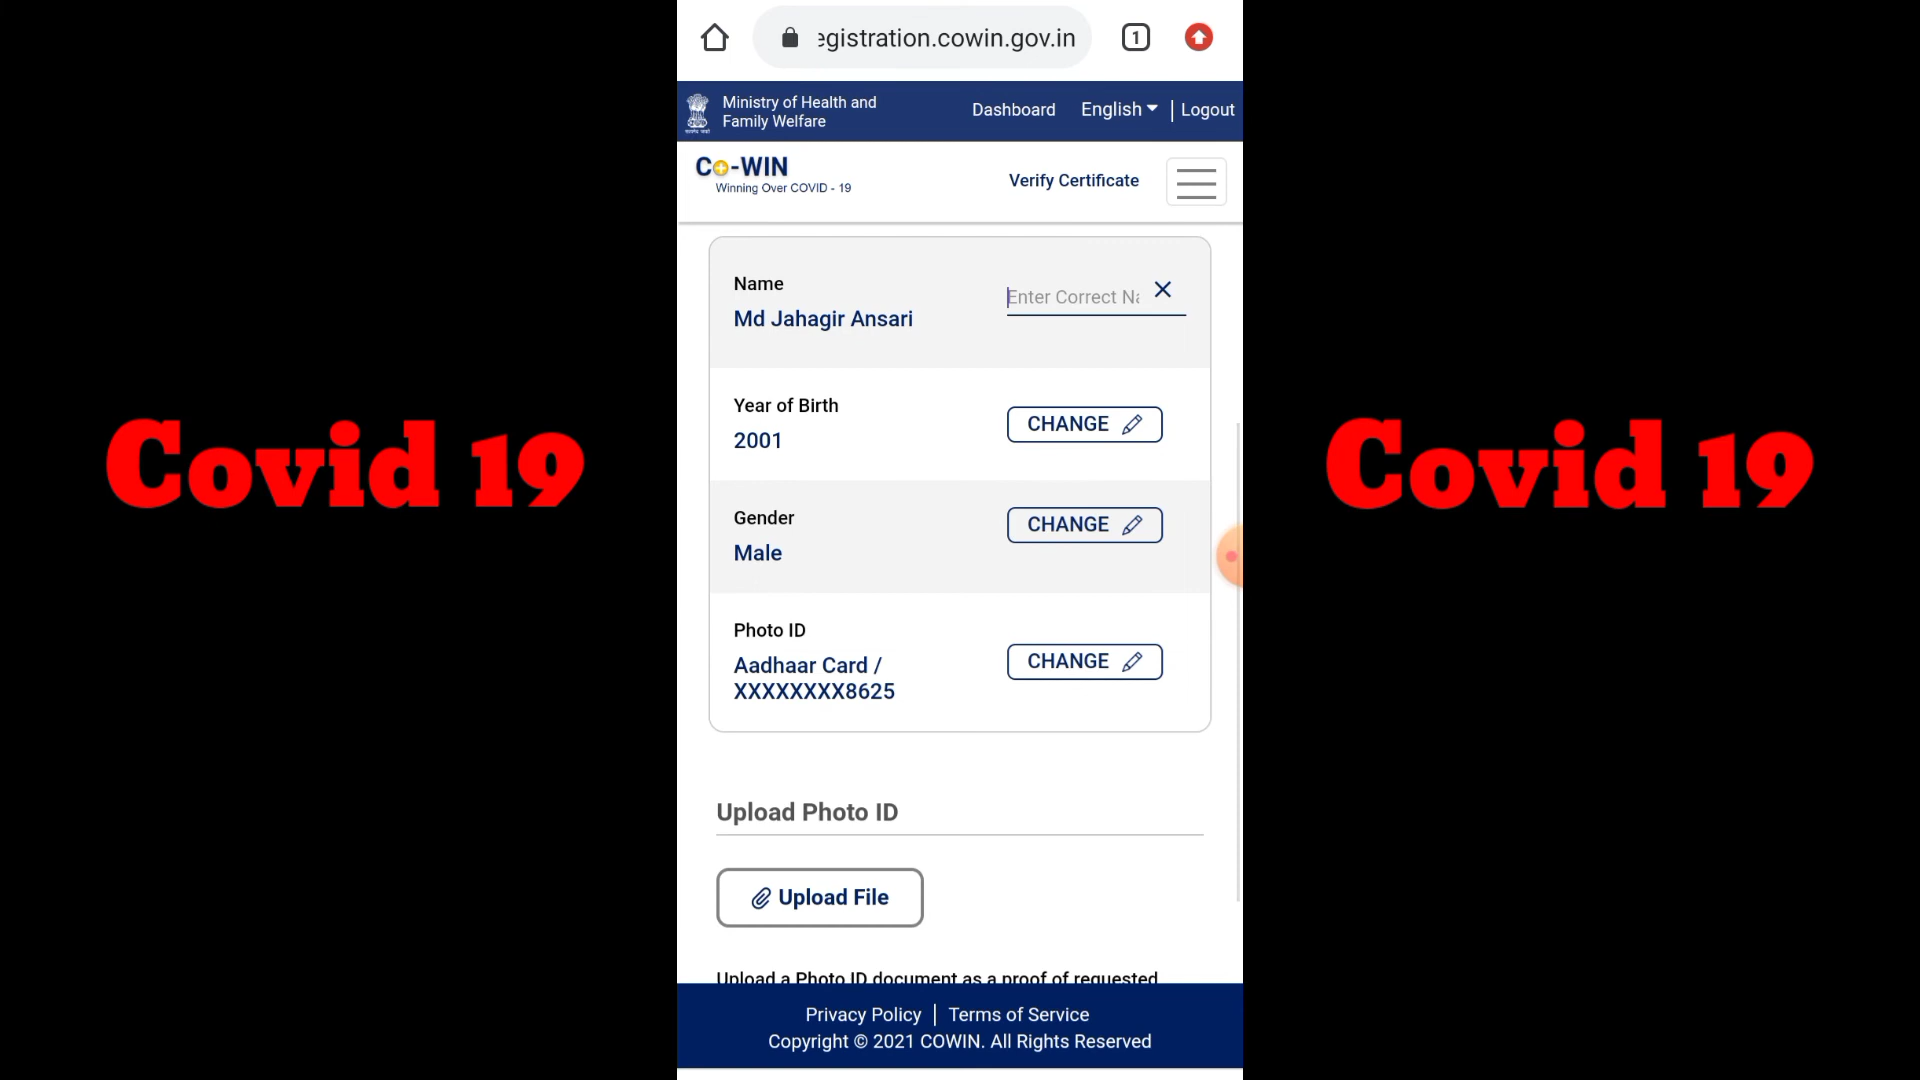 egistration.cowin.gov.in
1
Ministry of Health and
Family Welfare
Dashboard
English
Logout
Co-WIN
Winning Over COVID - 19
Verify Certificate
Name
Md Jahagir Ansari
Enter Correct
Year of Birth
2001
CHANGE
Gender
Male
CHANGE
Photo ID
Aadhaar Card /
XXXXXXXX8625
CHANGE
Covid 19
Covid 19
Upload Photo ID
Upload File
Upload a Photo ID document as a proof of requested
Privacy Policy | Terms of Service
Copyright © 2021 COWIN. All Rights Reserved